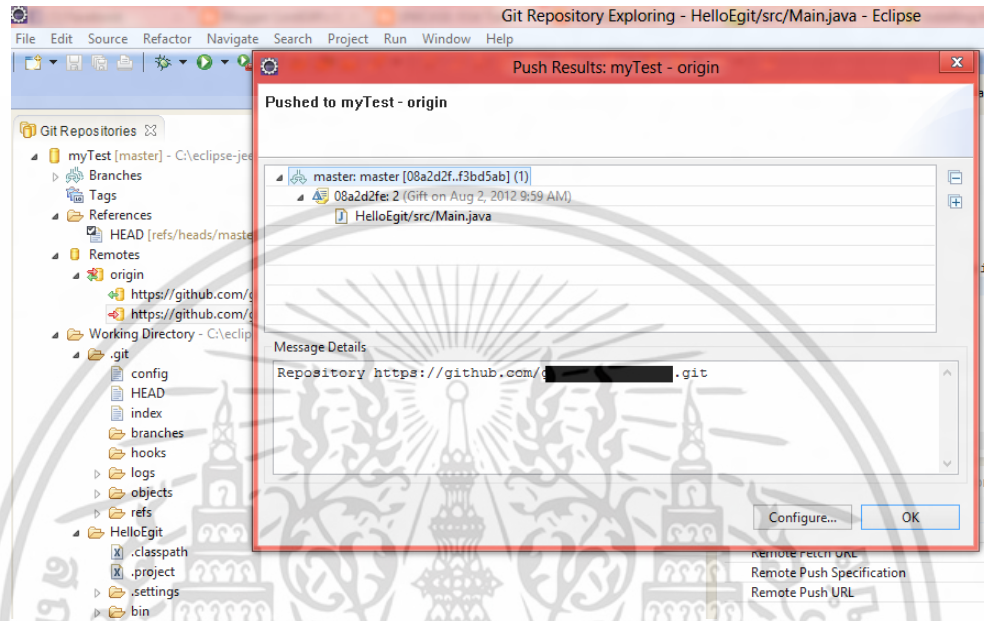 Git Repository Exploring - HelloEgit/src/Main.java - Eclipse
File Edit Source Refactor Navigate Search Project Run Window Help
Push Results: myTest - origin
Pushed to myTest - origin
Git Repositories
myTest [master] - C:\eclipse-jee
Branches
Tags
References
HEAD [refs/heads/maste
Remotes
origin
https://github.com/g
https://github.com/g
Working Directory - C:\eclip
.git
config
HEAD
index
branches
hooks
logs
objects
refs
HelloEgit
.classpath
.project
.settings
bin
master: master [08a2d2f..f3bd5ab] (1)
08a2d2fe: 2 (Gift on Aug 2, 2012 9:59 AM)
HelloEgit/src/Main.java
Message Details
Repository https://github.com/g .git
Configure... OK
Remote Fetch URL
Remote Push Specification
Remote Push URL